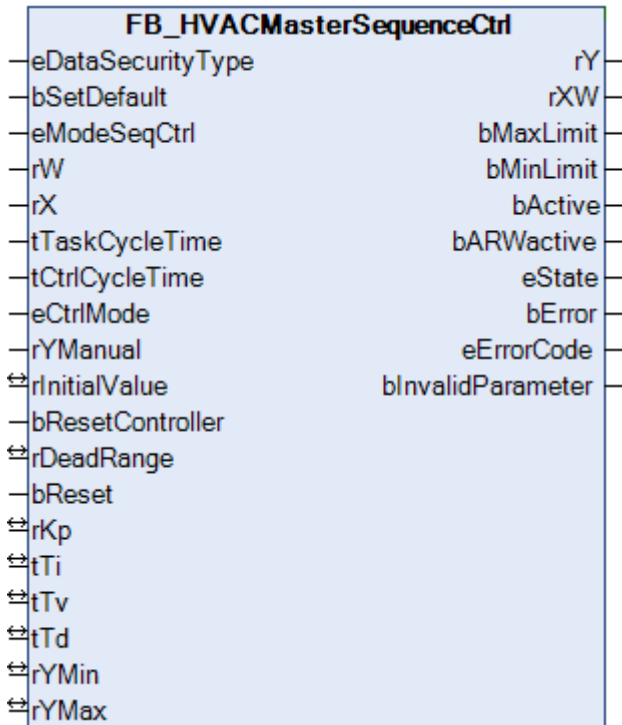 FB_HVACMasterSequenceCtrl
eDataSecurityType rY
bSetDefault rXW
eModeSeqCtrl bMaxLimit
rW bMinLimit
rX bActive
tTaskCycleTime bARWactive
tCtrlCycleTime eState
eCtrlMode bError
rYManual eErrorCode
rInitialValue bInvalidParameter
bResetController
rDeadRange
bReset
rKp
tTi
tTv
tTd
rYMin
rYMax